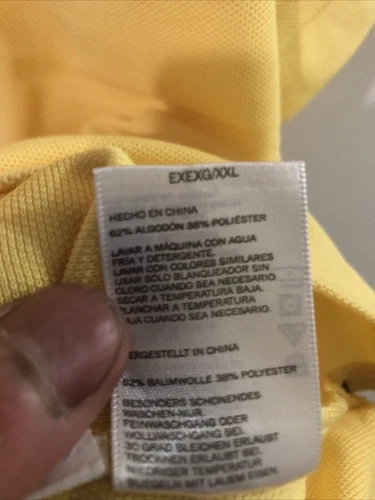 EXEXG/XXL
HECHO EN CHINA
62% ALGODÓN 38% POLIÉSTER
LAVAR A MÁQUINA CON AGUA
FRÍA Y DETERGENTE.
LAVAR CON COLORES SIMILARES
USAR SOLO BLANQUEADOR SIN
CLORO CUANDO SEA NECESARIO.
SECAR A TEMPERATURA BAJA.
PLANCHAR A TEMPERATURA
AJA CUANDO SEA NECESARIO.
ERGESTELLT IN CHINA
62% BAUMWOLLE 38% POLYESTER
BESONDERS SCHONENDES
WASCHEN-NUR.
FEINWASCHGANG ODER
WOLLWASCHGANG BEI.
30 GRAD BLEICHEN ERLAUBT
TROCKNEN ERLAUBT BEI
NIEDRIGER TEMPERATUR
BUEGELN MIT LAUEM EISEN.